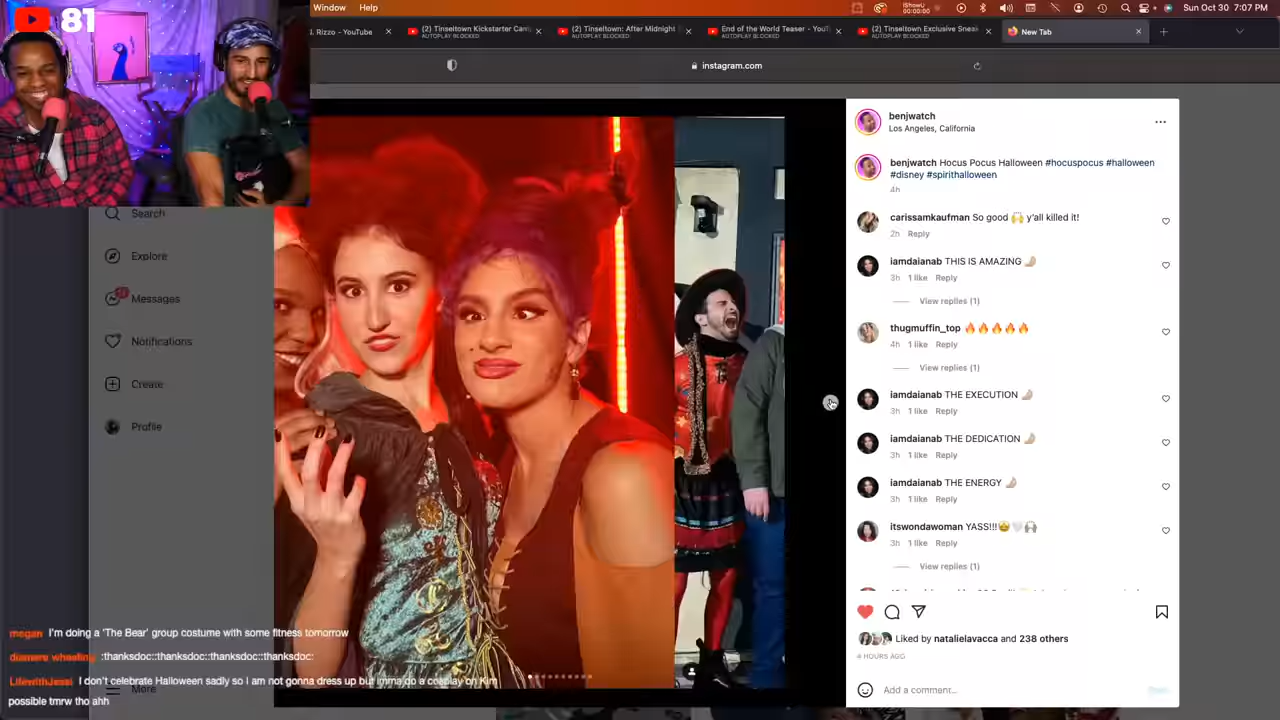 81
Window Help
Sun Oct 30 7:07 PM
. Rizzo - YouTube
(2) Tinseltown Kickstarter Cam
AUTOPLAY BLOCKED
(2) Tinseltown: After Midnight
AUTOPLAY BLOCKED
End of the World Teaser - YouT
AUTOPLAY BLOCKED
(2) Tinseltown Exclusive Sneak
AUTOPLAY BLOCKED
New Tab
instagram.com
Search
Explore
Messages
Notifications
Create
Profile
More
benjwatch
Los Angeles, California
benjwatch Hocus Pocus Halloween #hocuspocus #halloween
#disney #spirithalloween
4h
carissamkaufman So good 🙌 y'all killed it!
2h Reply
iamdaianab THIS IS AMAZING
3h 1 like Reply
View replies (1)
thugmuffin_top 🔥🔥🔥🔥🔥
4h 1 like Reply
View replies (1)
iamdaianab THE EXECUTION
3h 1 like Reply
iamdaianab THE DEDICATION
3h 1 like Reply
iamdaianab THE ENERGY
3h 1 like Reply
itswondawoman YASS!!!
3h 1 like Reply
View replies (1)
Liked by natalielavacca and 238 others
4 HOURS AGO
Add a comment...
megan I'm doing a 'The Bear' group costume with some fitness tomorrow
diamere wheeling :thanksdoc::thanksdoc::thanksdoc::thanksdoc:
LifewithJessi I don't celebrate Halloween sadly so I am not gonna dress up but imma do a cosplay on Kim
possible tmrw tho ahh